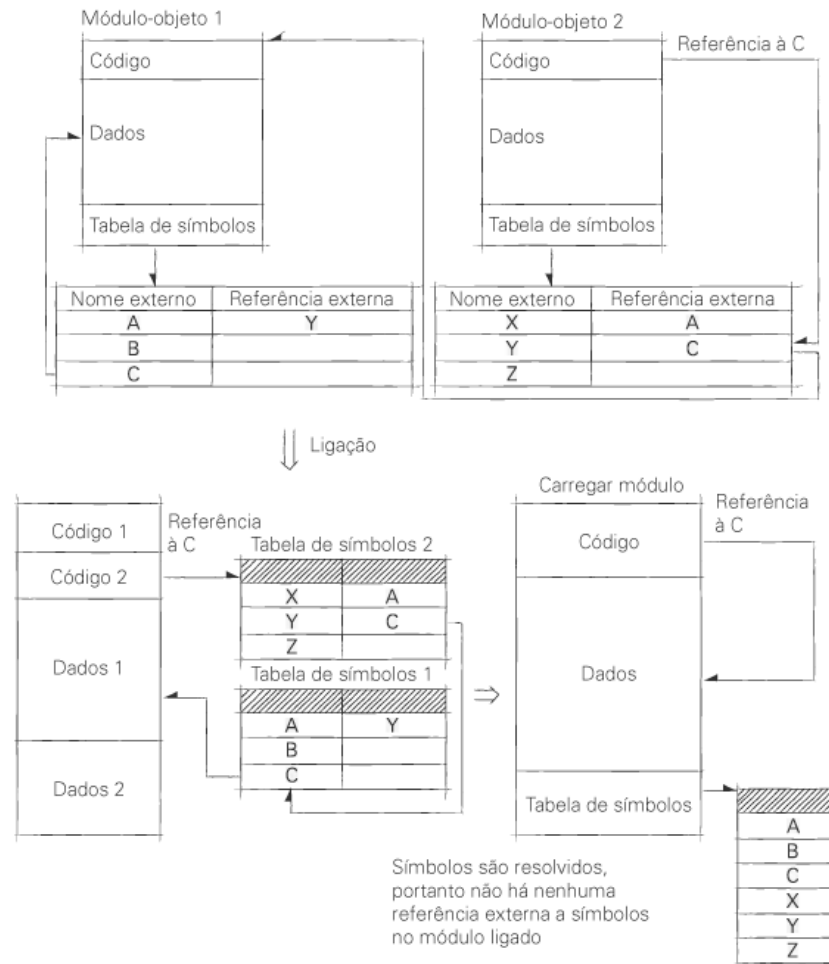 Módulo-objeto 1
Código
Dados
Tabela de símbolos
Nome externo Referência externa
A Y
B
C
Módulo-objeto 2
Referência à C
Código
Dados
Tabela de símbolos
Nome externo Referência externa
X A
Y C
Z
Ligação
Código 1
Código 2
Dados 1
Dados 2
Referência
à C
Tabela de símbolos 2
X A
Y C
Z
Tabela de símbolos 1
A Y
B
C
Carregar módulo
Referência
à C
Código
Dados
Tabela de símbolos
A
B
C
X
Y
Z
Símbolos são resolvidos,
portanto não há nenhuma
referência externa a símbolos
no módulo ligado